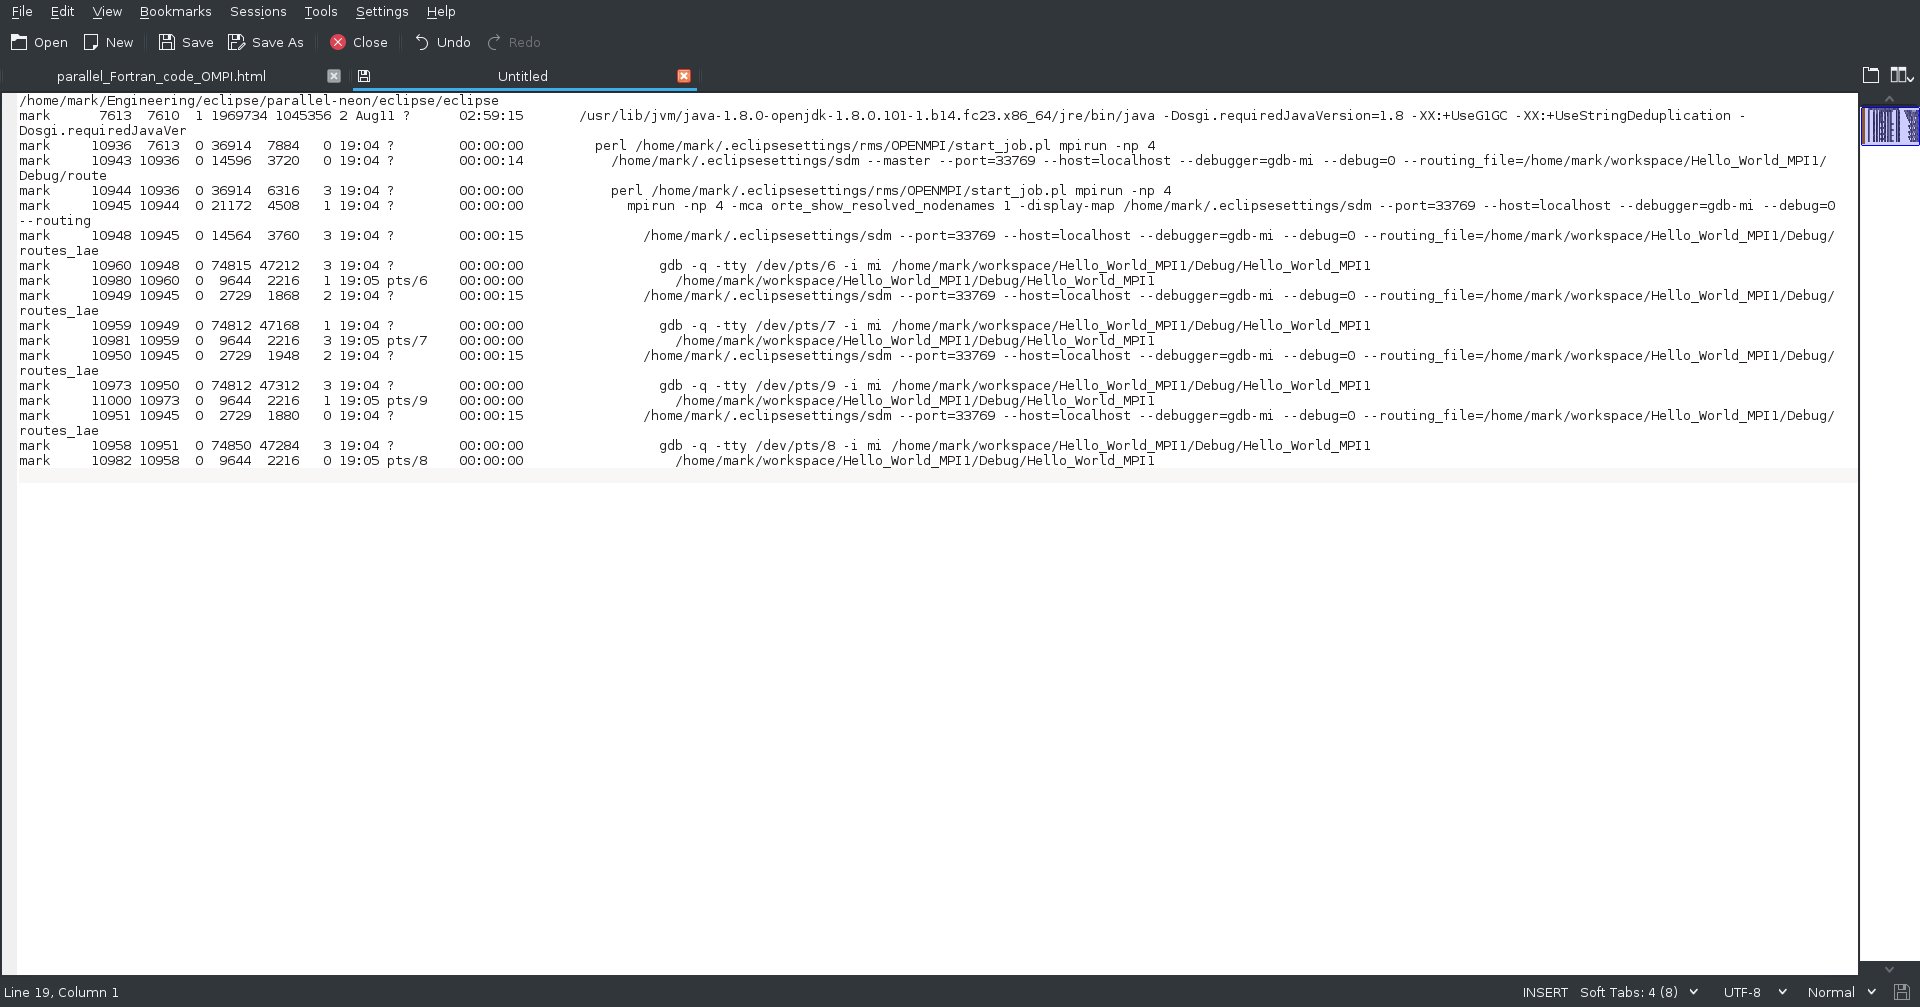 File Edit View Bookmarks Sessions Tools Settings Help
Open New Save Save As Close Undo Redo
parallel_Fortran_code_OMPI.html Untitled
/home/mark/Engineering/eclipse/parallel-neon/eclipse/eclipse
mark 7613 7610 1 1969734 1045356 2 Aug11 ? 02:59:15 /usr/lib/jvm/java-1.8.0-openjdk-1.8.0.101-1.b14.fc23.x86_64/jre/bin/java -Dosgi.requiredJavaVersion=1.8 -XX:+UseG1GC -XX:+UseStringDeduplication -
Dosgi.requiredJavaVer
mark 10936 7613 0 36914 7884 0 19:04 ? 00:00:00 perl /home/mark/.eclipsesettings/rms/OPENMPI/start_job.pl mpirun -np 4
mark 10943 10936 0 14596 3720 0 19:04 ? 00:00:14 /home/mark/.eclipsesettings/sdm --master --port=33769 --host=localhost --debugger=gdb-mi --debug=0 --routing_file=/home/mark/workspace/Hello_World_MPI1/
Debug/route
mark 10944 10936 0 36914 6316 3 19:04 ? 00:00:00 perl /home/mark/.eclipsesettings/rms/OPENMPI/start_job.pl mpirun -np 4
mark 10945 10944 0 21172 4508 1 19:04 ? 00:00:00 mpirun -np 4 -mca orte_show_resolved_nodenames 1 -display-map /home/mark/.eclipsesettings/sdm --port=33769 --host=localhost --debugger=gdb-mi --debug=0
--routing
mark 10948 10945 0 14564 3760 3 19:04 ? 00:00:15 /home/mark/.eclipsesettings/sdm --port=33769 --host=localhost --debugger=gdb-mi --debug=0 --routing_file=/home/mark/workspace/Hello_World_MPI1/Debug/
routes_1ae
mark 10960 10948 0 74815 47212 3 19:04 ? 00:00:00 gdb -q -tty /dev/pts/6 -i mi /home/mark/workspace/Hello_World_MPI1/Debug/Hello_World_MPI1
mark 10980 10960 0 9644 2216 1 19:05 pts/6 00:00:00 /home/mark/workspace/Hello_World_MPI1/Debug/Hello_World_MPI1
mark 10949 10945 0 2729 1868 2 19:04 ? 00:00:15 /home/mark/.eclipsesettings/sdm --port=33769 --host=localhost --debugger=gdb-mi --debug=0 --routing_file=/home/mark/workspace/Hello_World_MPI1/Debug/
routes_1ae
mark 10959 10949 0 74812 47168 1 19:04 ? 00:00:00 gdb -q -tty /dev/pts/7 -i mi /home/mark/workspace/Hello_World_MPI1/Debug/Hello_World_MPI1
mark 10981 10959 0 9644 2216 3 19:05 pts/7 00:00:00 /home/mark/workspace/Hello_World_MPI1/Debug/Hello_World_MPI1
mark 10950 10945 0 2729 1948 2 19:04 ? 00:00:15 /home/mark/.eclipsesettings/sdm --port=33769 --host=localhost --debugger=gdb-mi --debug=0 --routing_file=/home/mark/workspace/Hello_World_MPI1/Debug/
routes_1ae
mark 10973 10950 0 74812 47312 3 19:04 ? 00:00:00 gdb -q -tty /dev/pts/9 -i mi /home/mark/workspace/Hello_World_MPI1/Debug/Hello_World_MPI1
mark 11000 10973 0 9644 2216 1 19:05 pts/9 00:00:00 /home/mark/workspace/Hello_World_MPI1/Debug/Hello_World_MPI1
mark 10951 10945 0 2729 1880 0 19:04 ? 00:00:15 /home/mark/.eclipsesettings/sdm --port=33769 --host=localhost --debugger=gdb-mi --debug=0 --routing_file=/home/mark/workspace/Hello_World_MPI1/Debug/
routes_1ae
mark 10958 10951 0 74850 47284 3 19:04 ? 00:00:00 gdb -q -tty /dev/pts/8 -i mi /home/mark/workspace/Hello_World_MPI1/Debug/Hello_World_MPI1
mark 10982 10958 0 9644 2216 0 19:05 pts/8 00:00:00 /home/mark/workspace/Hello_World_MPI1/Debug/Hello_World_MPI1
Line 19, Column 1 INSERT Soft Tabs: 4 (8) UTF-8 Normal